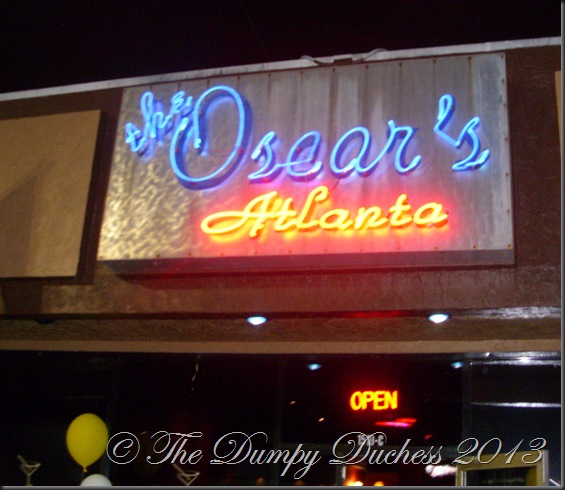 the Oscar's
Atlanta
OPEN
© The Dumpy Duchess 2013